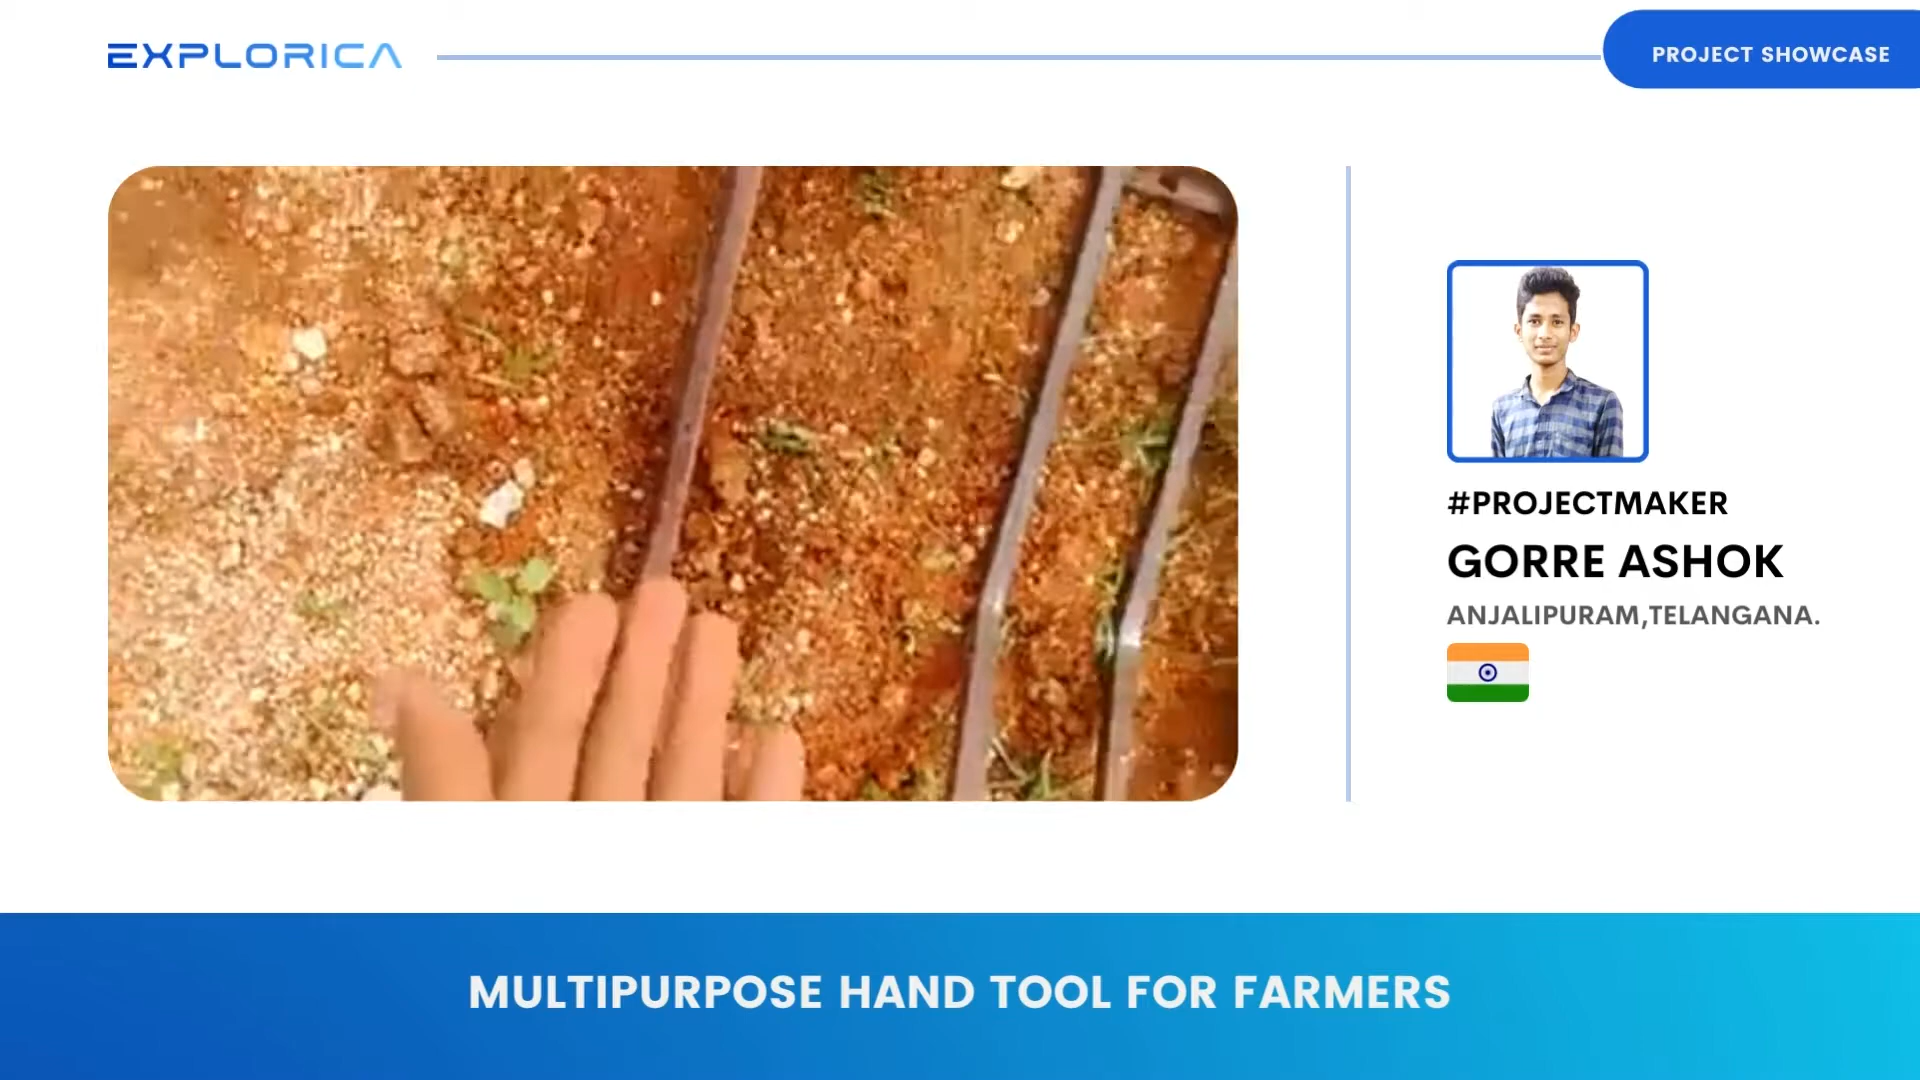 EXPLORICA
PROJECT SHOWCASE
#PROJECTMAKER
GORRE ASHOK
ANJALIPURAM,TELANGANA.
MULTIPURPOSE HAND TOOL FOR FARMERS